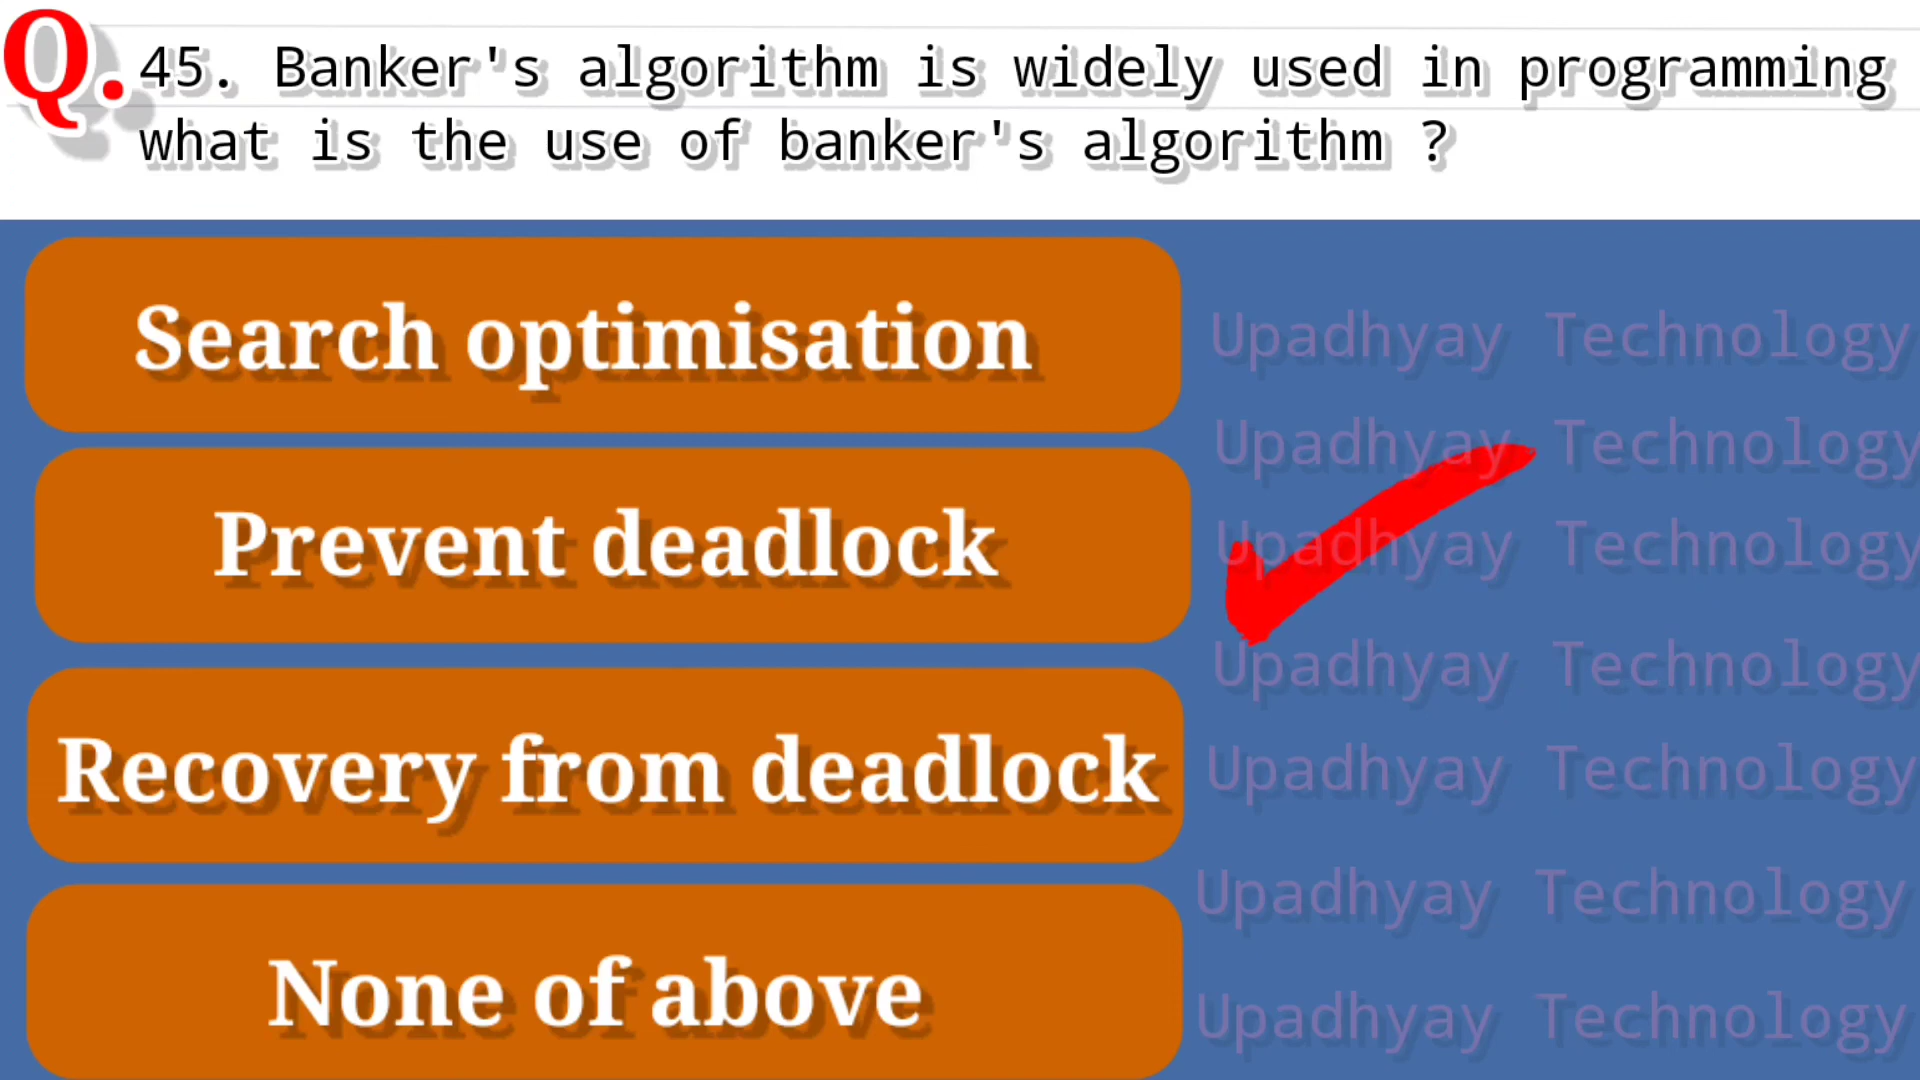 Q.
45. Banker's algorithm is widely used in programming
what is the use of banker's algorithm ?
Search optimisation
Upadhyay Technology
Upadhyay Technology
Prevent deadlock
Upadhyay Technology
Upadhyay Technology
Recovery from deadlock
Upadhyay Technology
Upadhyay Technology
None of above
Upadhyay Technology